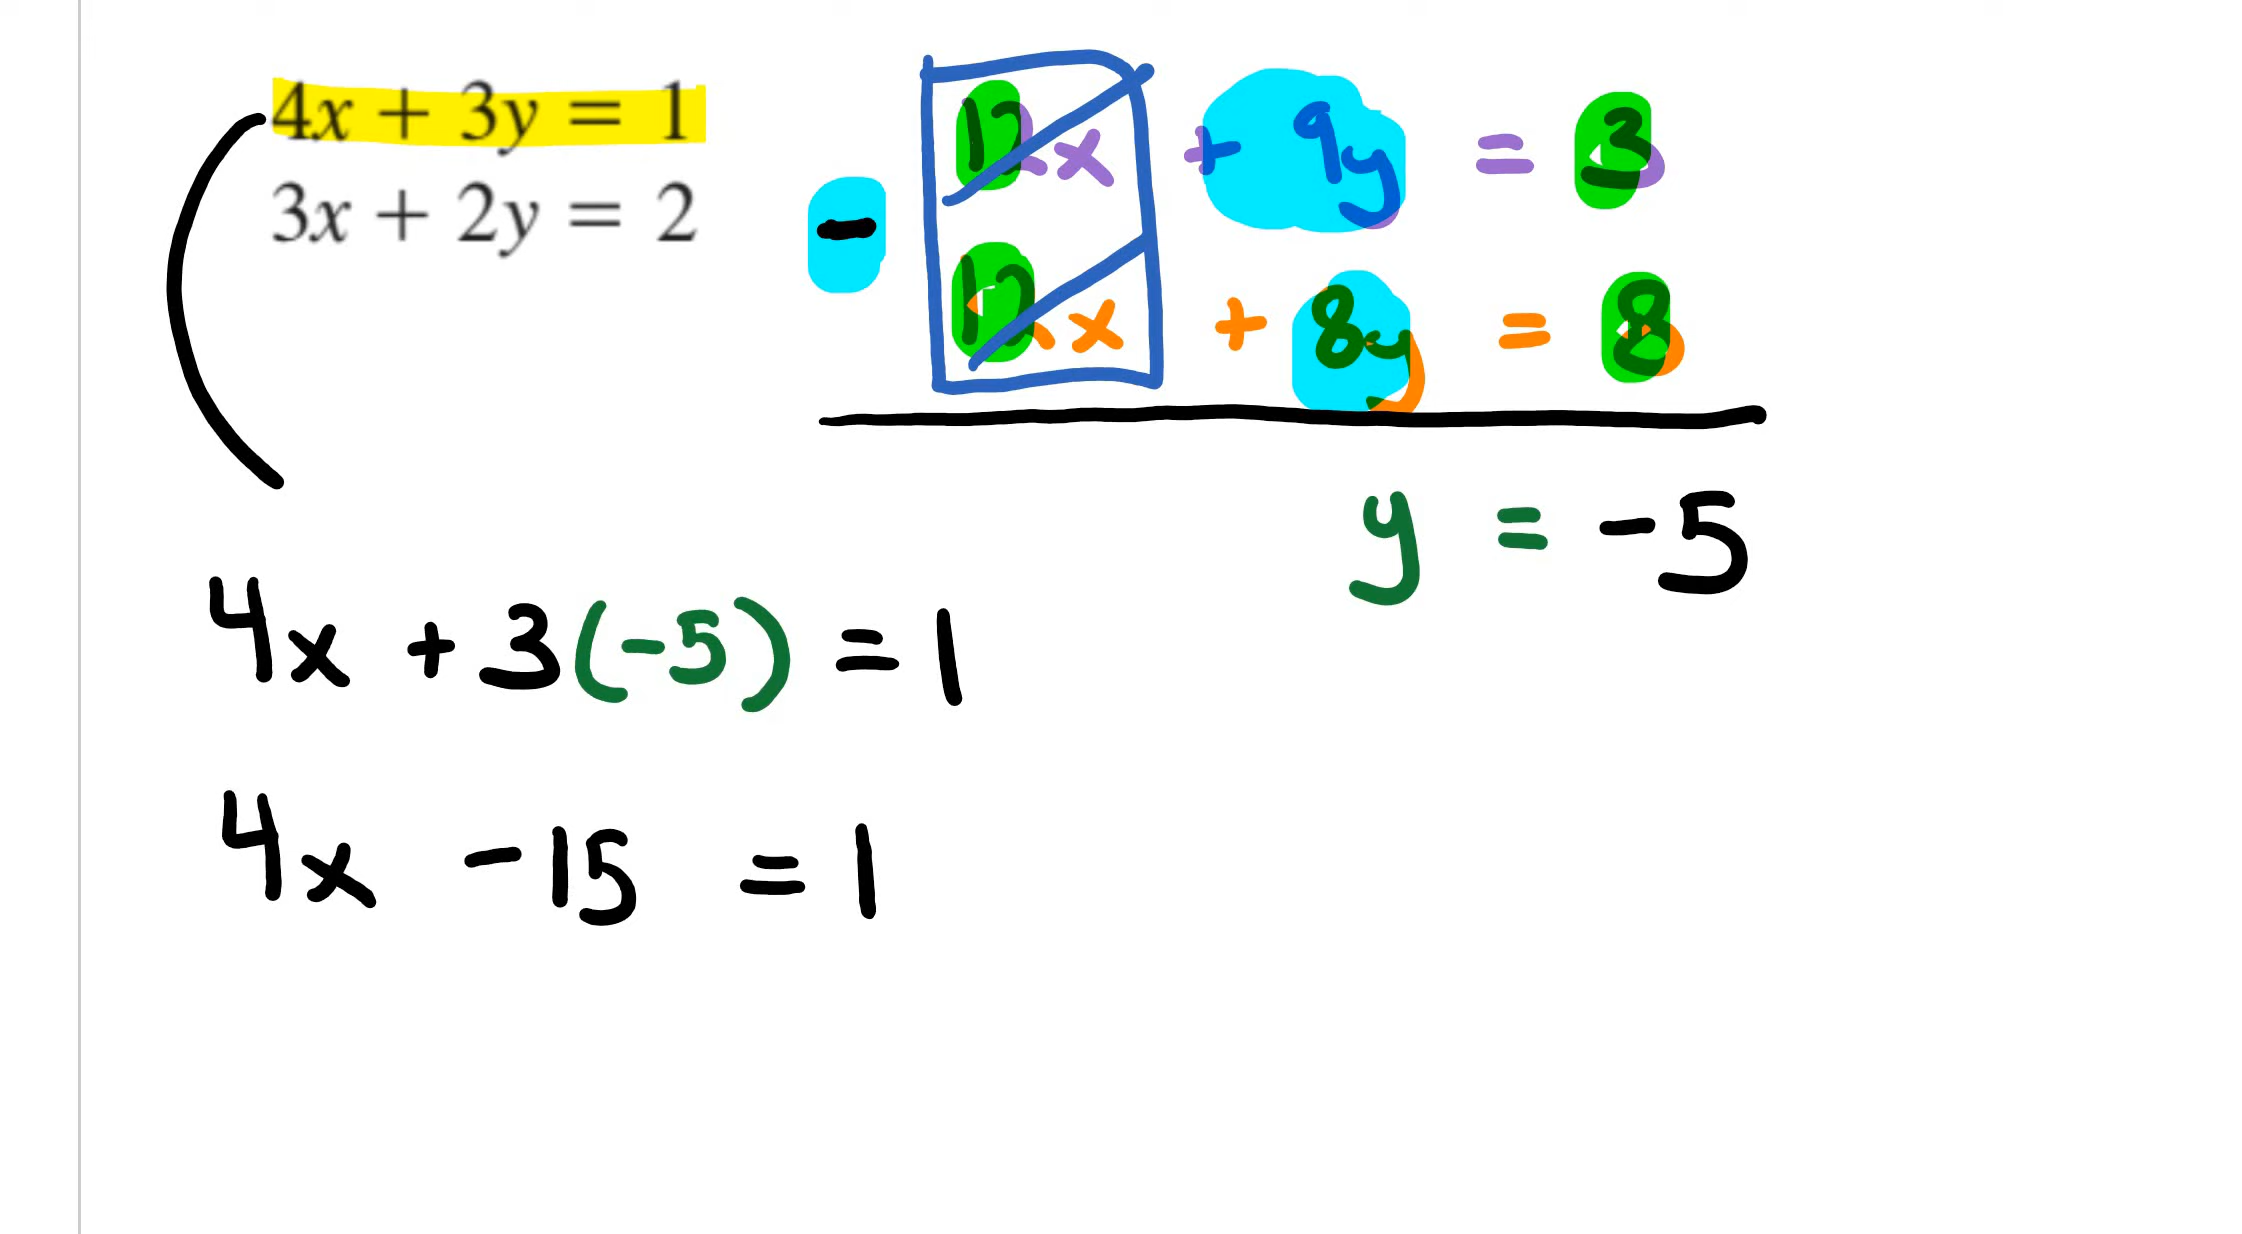 4x + 3y = 1
3x + 2y = 2
12x + 9y = 3
-
12x + 8y = 8
y = -5
4x + 3(-5) = 1
4x - 15 = 1